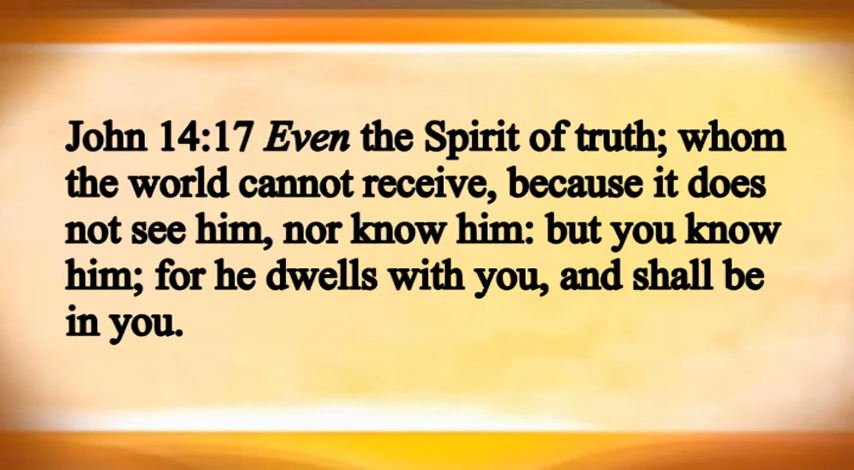 John 14:17 Even the Spirit of truth; whom
the world cannot receive, because it does
not see him, nor know him: but you know
him; for he dwells with you, and shall be
in you.